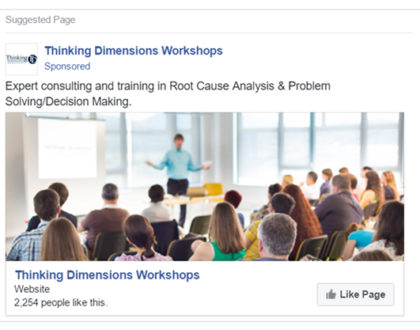 Suggested Page
Thinking Dimensions Workshops
Sponsored
Thinking
Expert consulting and training in Root Cause Analysis & Problem
Solving/Decision Making.
Thinking Dimensions Workshops
Website
2,254 people like this.
Like Page